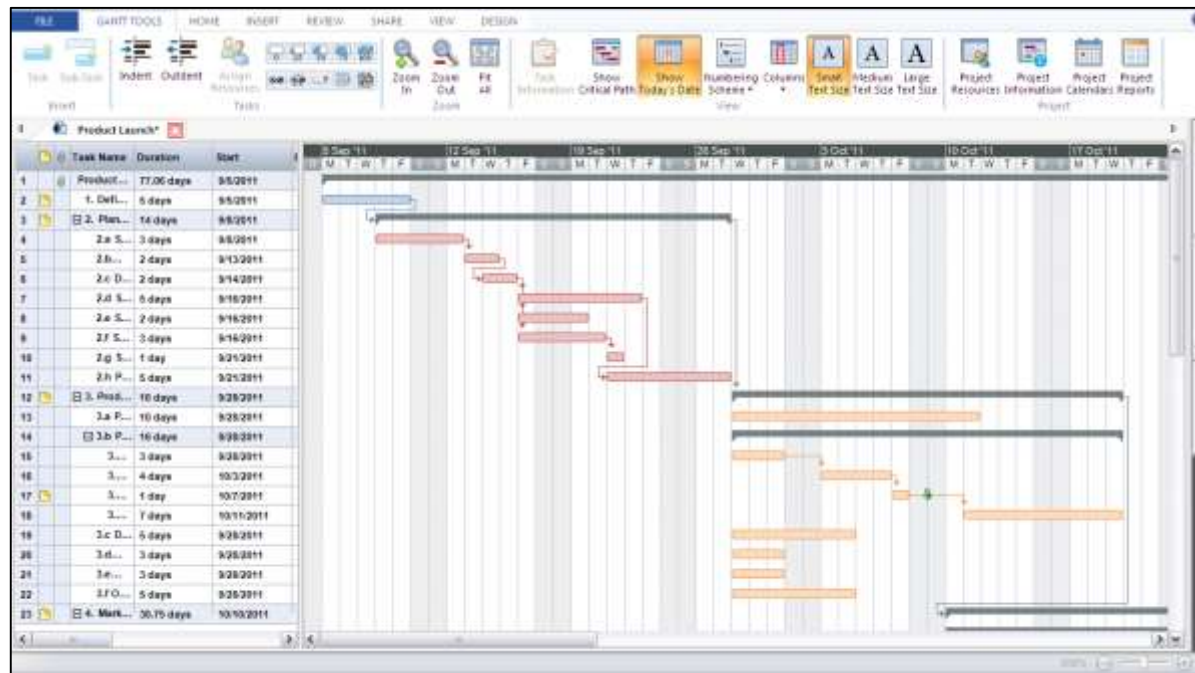 FILE GANTT TOOLS HOME INSERT REVIEW SHARE VIEW DESIGN
Task Sub-Task Indent Outdent Assign Resources Zoom In Zoom Out Fit All Task Information Show Critical Path Show Today's Date Numbering Scheme Columns Small Text Size Medium Text Size Large Text Size Project Resources Project Information Project Calendars Project Reports
Insert Tasks Zoom View Project
Product Launch*
Task Name Duration Start
12 Sep '11 19 Sep '11 3 Oct '11 10 Oct '11 17 Oct '11
M T W T F M T W T F M T W T F M T W T F M T W T F M T W T F M T W T F
1 Product... 77.06 days 9/5/2011
2 1. Defi... 5 days 9/5/2011
3 2. Plan... 14 days 9/8/2011
4 2.a S... 3 days 9/8/2011
5 2.b... 2 days 9/13/2011
6 2.c D... 2 days 9/14/2011
7 2.d S... 5 days 9/16/2011
8 2.e S... 2 days 9/16/2011
9 2.f S... 3 days 9/16/2011
10 2.g S... 1 day 9/21/2011
11 2.h P... 5 days 9/21/2011
12 3. Prod... 16 days 9/28/2011
13 3.a P... 10 days 9/28/2011
14 3.b P... 16 days 9/28/2011
15 3.... 3 days 9/28/2011
16 3.... 4 days 10/3/2011
17 3.... 1 day 10/7/2011
18 3.... 7 days 10/11/2011
19 3.c D... 5 days 9/28/2011
20 3.d... 3 days 9/28/2011
21 3.e... 3 days 9/28/2011
22 3.f O... 5 days 9/28/2011
23 4. Mark... 30.75 days 10/10/2011